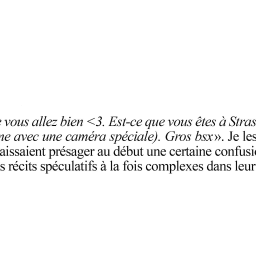 e vous allez bien <3. Est-ce que vous êtes à Stras
me avec une caméra spéciale). Gros bsx». Je les
aissaient présager au début une certaine confusi
s récits spéculatifs à la fois complexes dans leur